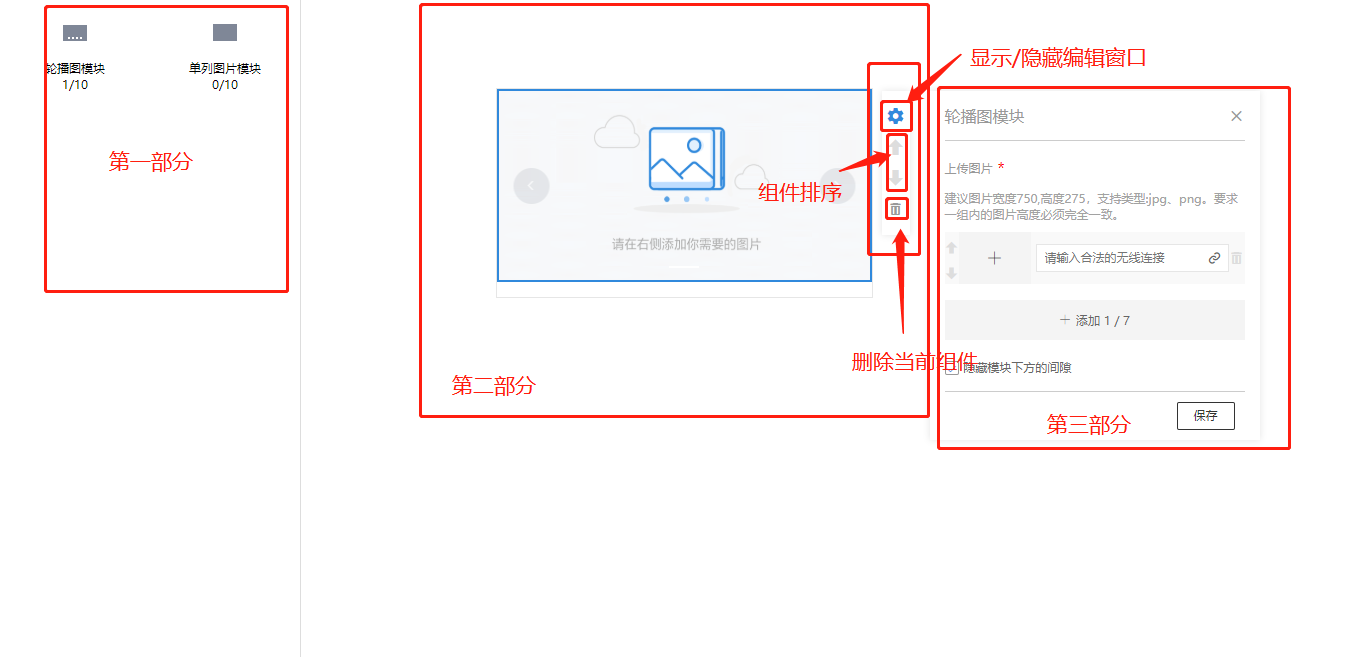 轮播图模块
1/10
单列图片模块
0/10
第一部分
请在右侧添加你需要的图片
第二部分
显示/隐藏编辑窗口
组件排序
删除当前组件
轮播图模块
上传图片 *
建议图片宽度750,高度275，支持类型:jpg、png。要求
一组内的图片高度必须完全一致。
请输入合法的无线连接
添加 1 / 7
隐藏模块下方的间隙
第三部分
保存